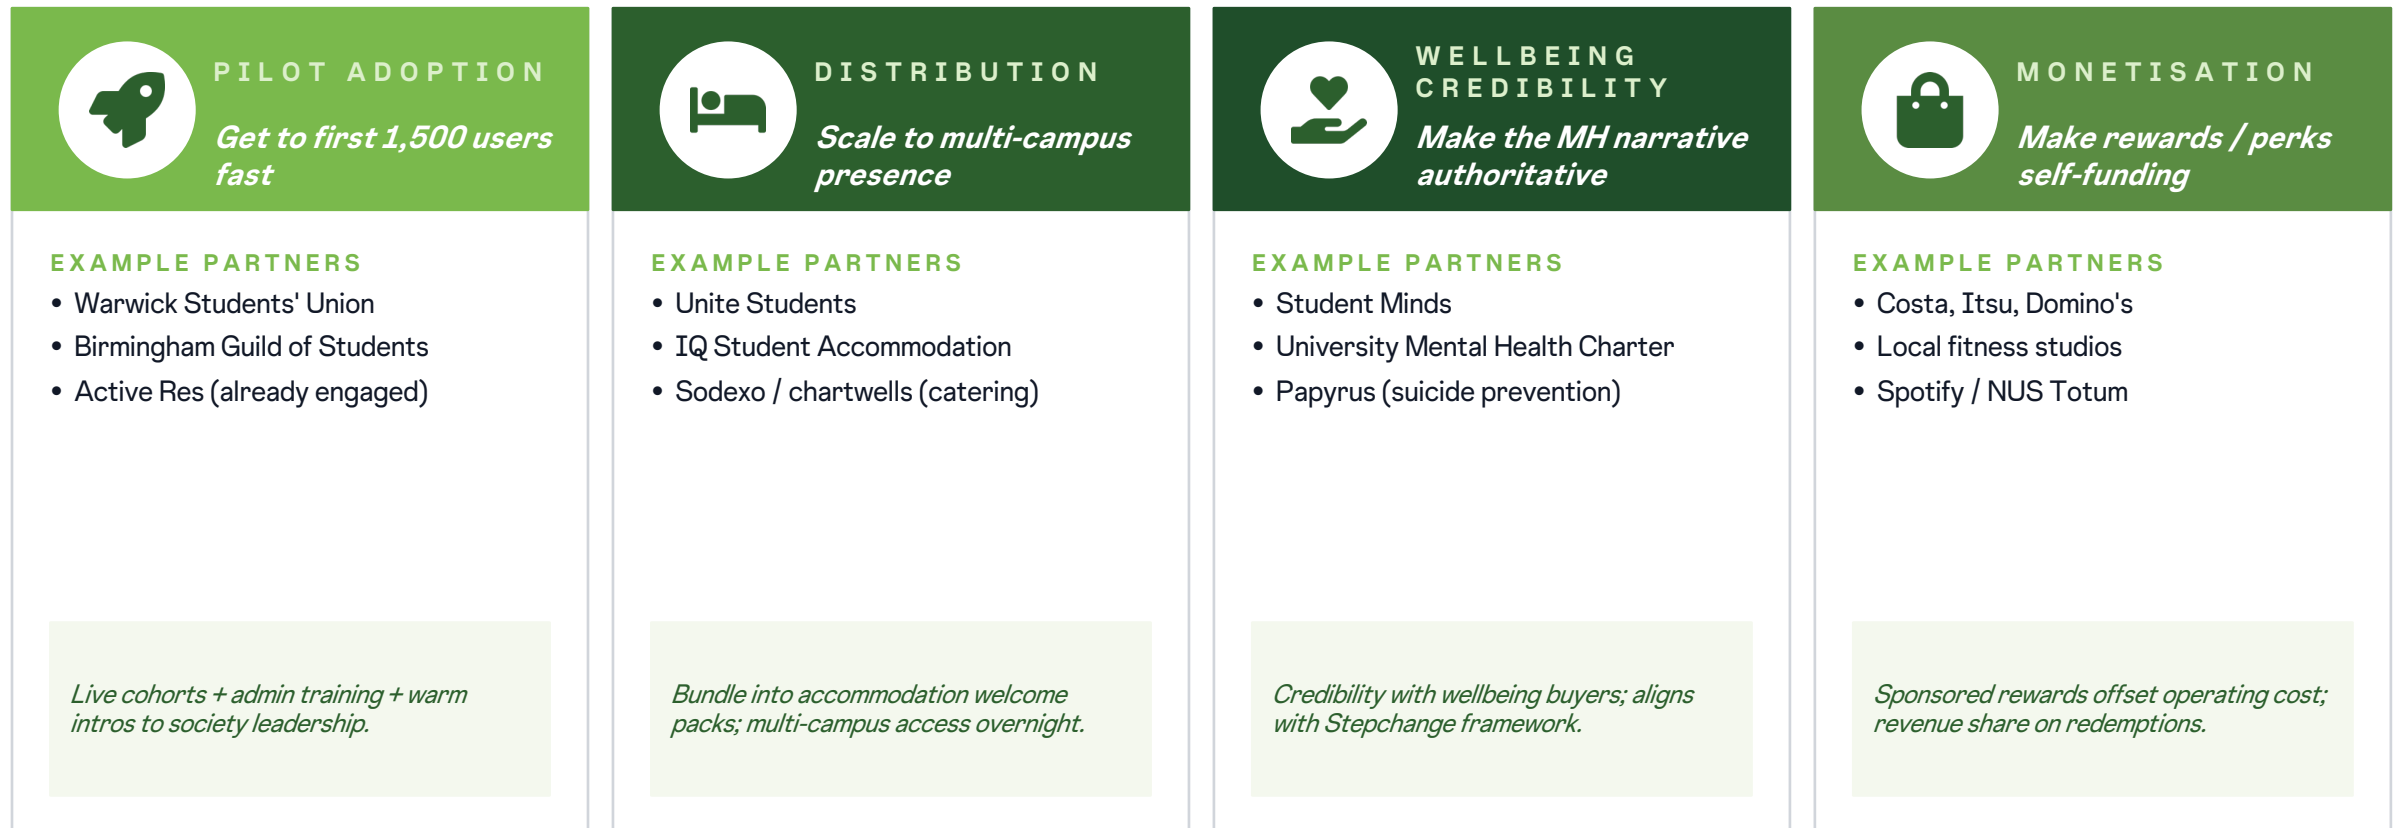 PILOT ADOPTION
Get to first 1,500 users
fast
EXAMPLE PARTNERS
• Warwick Students' Union
• Birmingham Guild of Students
• Active Res (already engaged)
Live cohorts + admin training + warm
intros to society leadership.
DISTRIBUTION
Scale to multi-campus
presence
EXAMPLE PARTNERS
• Unite Students
• IQ Student Accommodation
• Sodexo / chartwells (catering)
Bundle into accommodation welcome
packs; multi-campus access overnight.
WELLBEING
CREDIBILITY
Make the MH narrative
authoritative
EXAMPLE PARTNERS
• Student Minds
• University Mental Health Charter
• Papyrus (suicide prevention)
Credibility with wellbeing buyers; aligns
with Stepchange framework.
MONETISATION
Make rewards / perks
self-funding
EXAMPLE PARTNERS
• Costa, Itsu, Domino's
• Local fitness studios
• Spotify / NUS Totum
Sponsored rewards offset operating cost;
revenue share on redemptions.